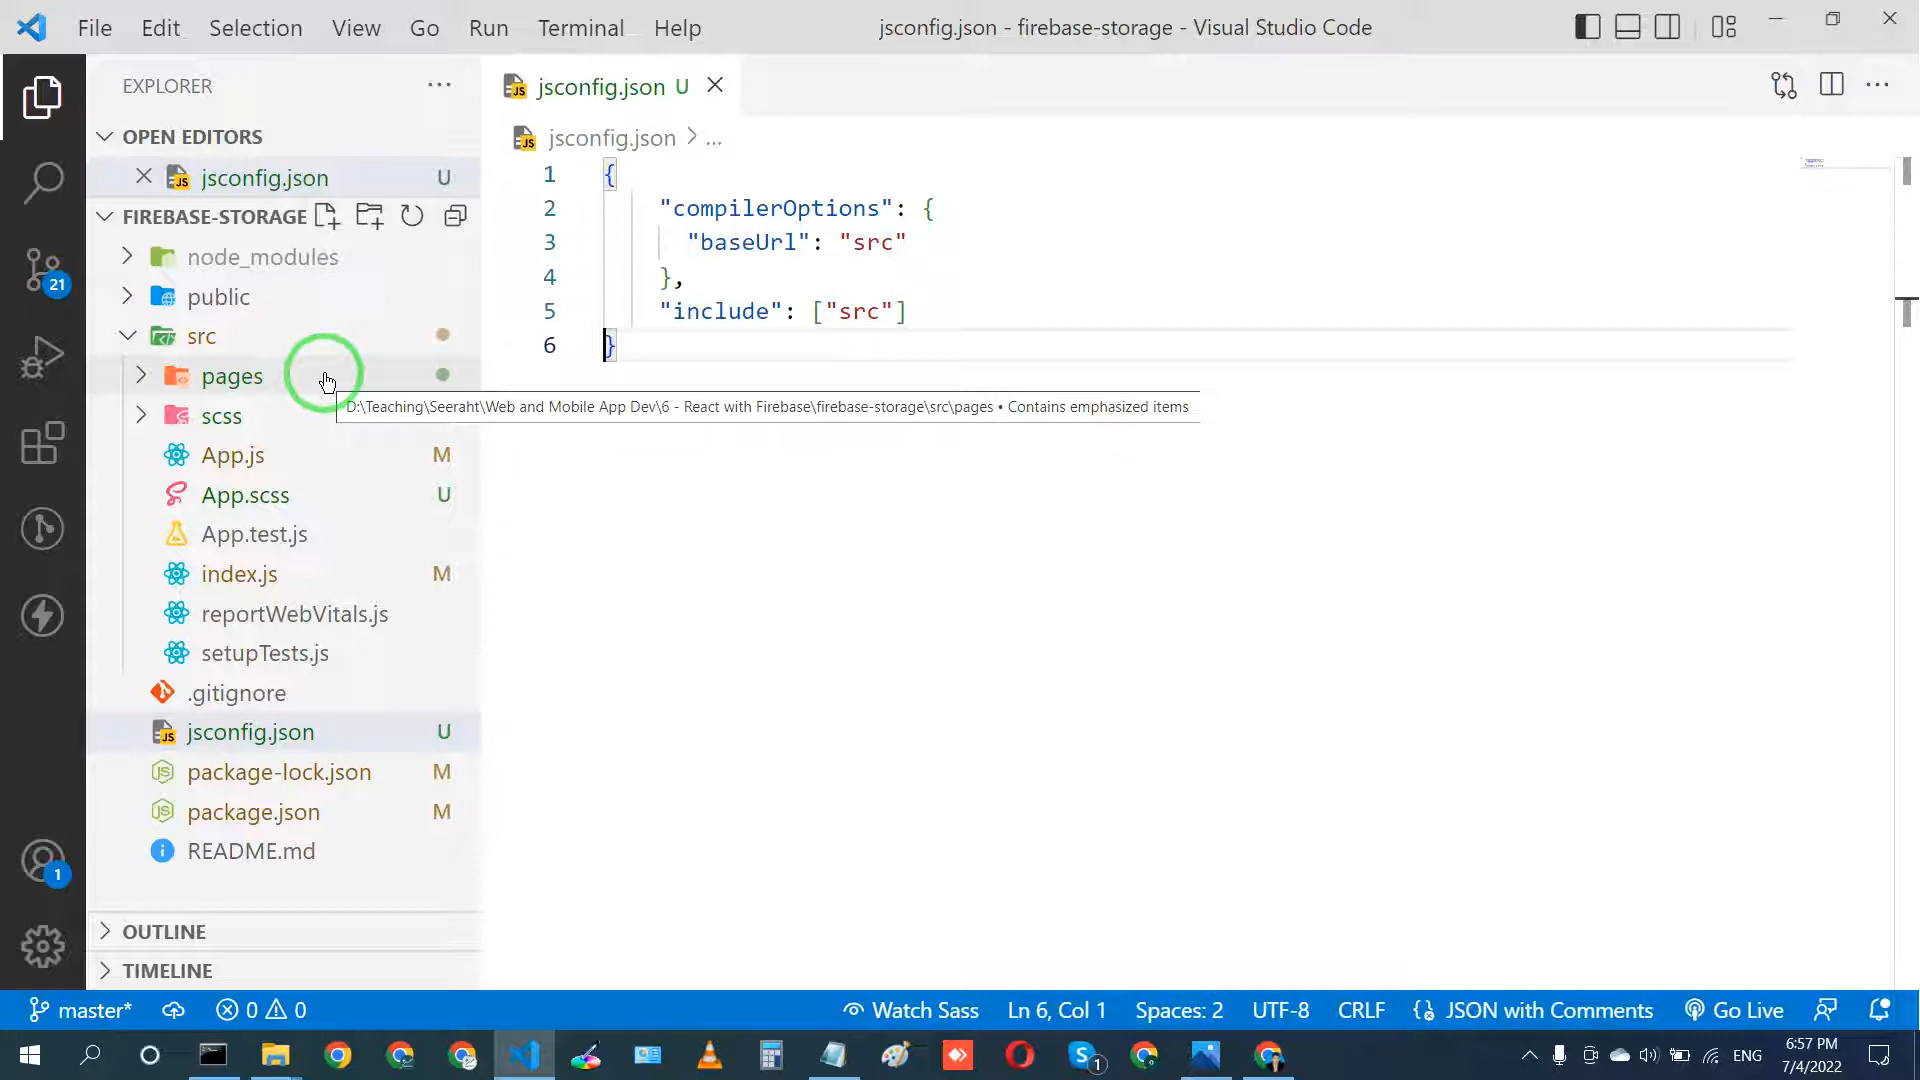 File Edit Selection View Go Run Terminal Help
jsconfig.json - firebase-storage - Visual Studio Code
EXPLORER
OPEN EDITORS
jsconfig.json U
FIREBASE-STORAGE
node_modules
public
src
pages
scss
App.js M
App.scss U
App.test.js
index.js M
reportWebVitals.js
setupTests.js
.gitignore
jsconfig.json U
package-lock.json M
package.json M
README.md
OUTLINE
TIMELINE
21
1
jsconfig.json U
jsconfig.json > ...
1 {
2 "compilerOptions": {
3 "baseUrl": "src"
4 },
5 "include": ["src"]
6 }
D:\Teaching\Seeraht\Web and Mobile App Dev\6 - React with Firebase\firebase-storage\src\pages • Contains emphasized items
master* 0 0 Watch Sass Ln 6, Col 1 Spaces: 2 UTF-8 CRLF JSON with Comments Go Live
1
ENG
6:57 PM
7/4/2022